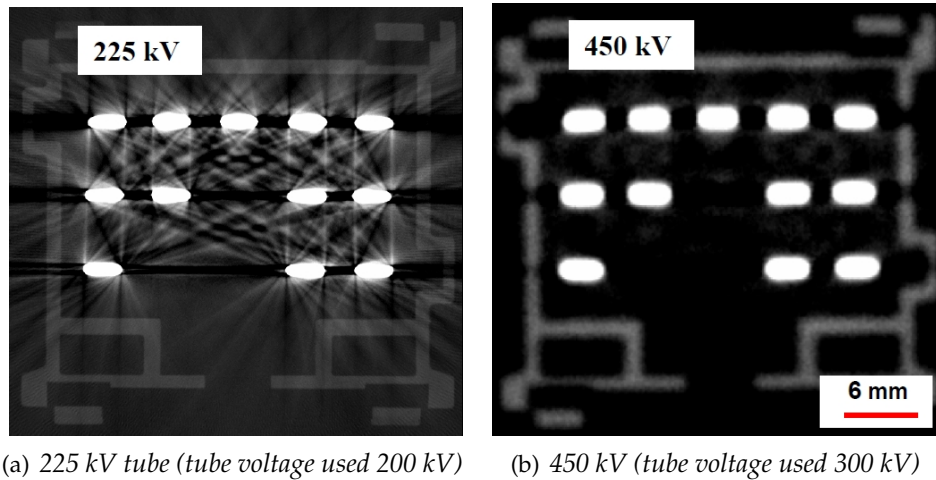 225 kV
450 kV
6 mm
(a) 225 kV tube (tube voltage used 200 kV)
(b) 450 kV (tube voltage used 300 kV)